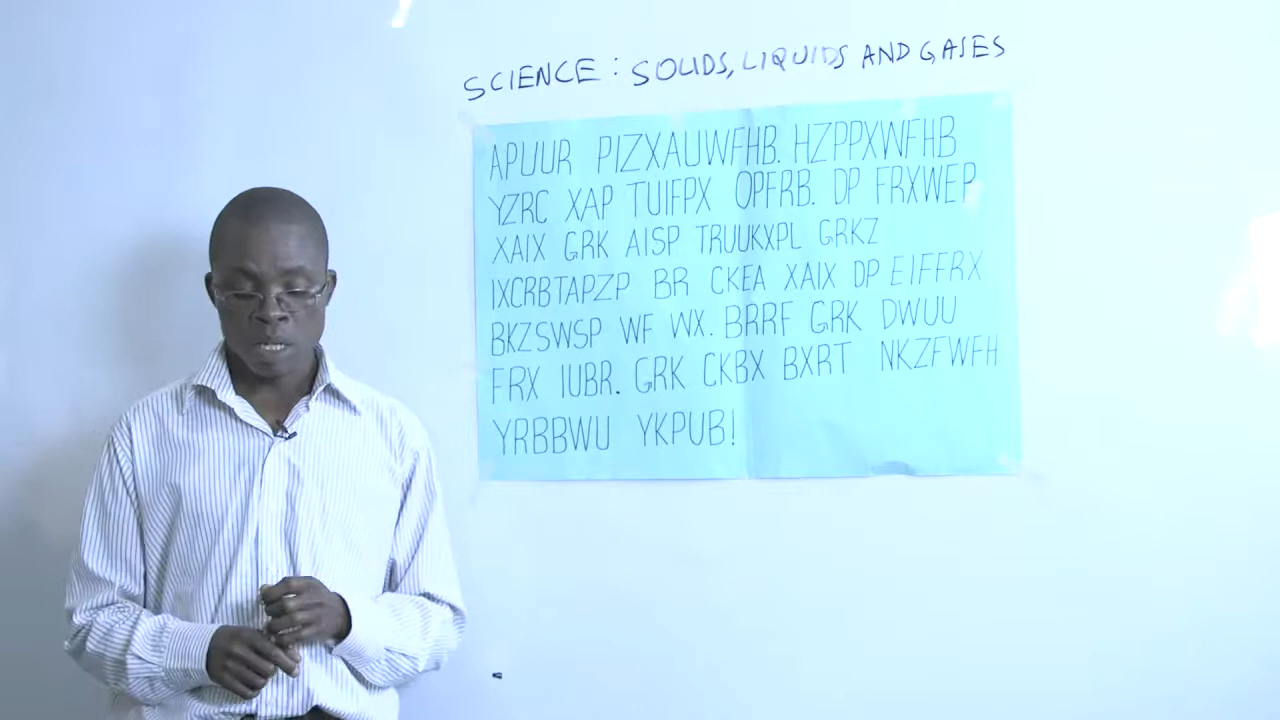 SCIENCE: SOLIDS, LIQUIDS AND GASES
APUUR PIZXAUWFHB. HZPPXWFHB
YZRC XAP TUIFPX OPFRB. DP FRXWEP
XAIX GRK AISP TRUUKXPL GRKZ
IXCRBTAPZP BR CKEA XAIX DP EIFFRX
BKZSWSP WF WX. BRRF GRK DWUU
FRX IUBR. GRK CKBX BXRT NKZFWFH
YRBBWU YKPUB!